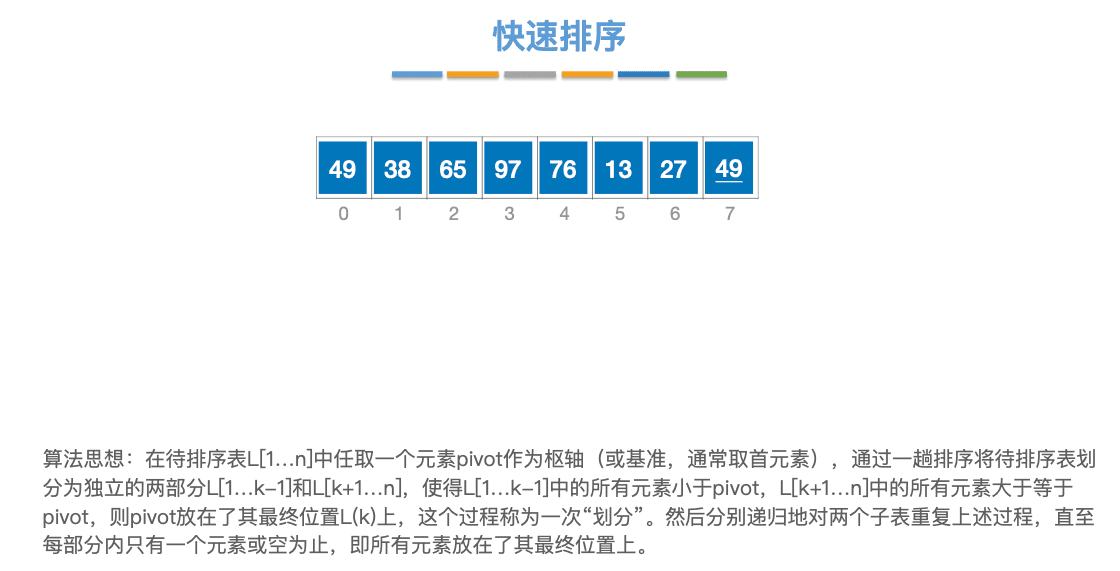 快速排序
49 38 65 97 76 13 27 49
0 1 2 3 4 5 6 7
算法思想：在待排序表L[1…n]中任取一个元素pivot作为枢轴（或基准，通常取首元素），通过一趟排序将待排序表划
分为独立的两部分L[1…k-1]和L[k+1…n]，使得L[1…k-1]中的所有元素小于pivot，L[k+1…n]中的所有元素大于等于
pivot，则pivot放在了其最终位置L(k)上，这个过程称为一次“划分”。然后分别递归地对两个子表重复上述过程，直至
每部分内只有一个元素或空为止，即所有元素放在了其最终位置上。